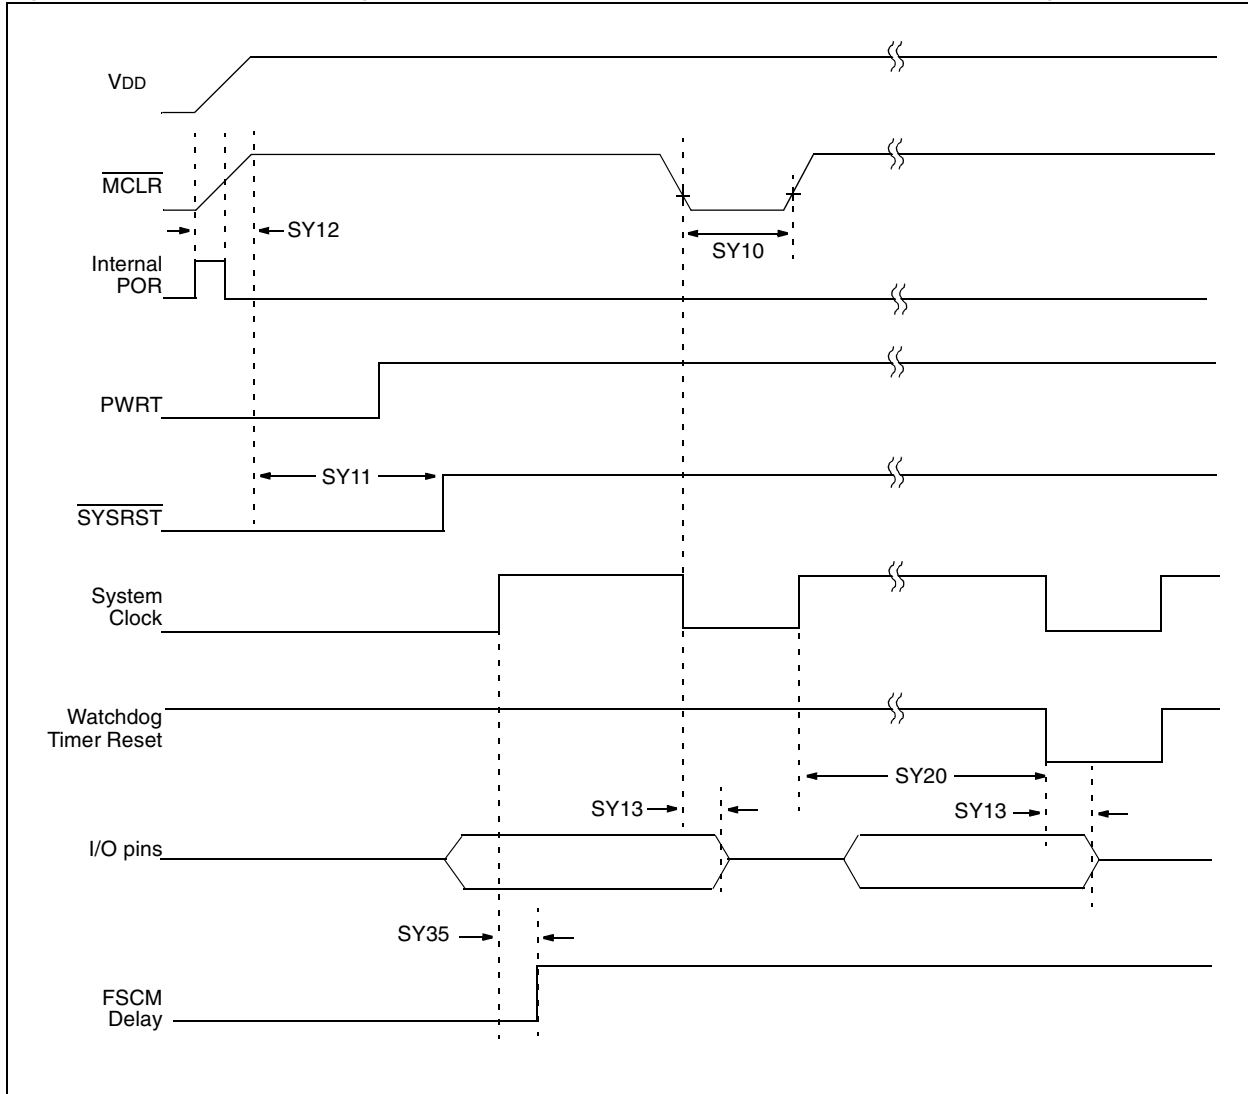 VDD
MCLR
SY12
SY10
Internal
POR
PWRT
SY11
SYSRST
System
Clock
Watchdog
Timer Reset
SY20
SY13
SY13
I/O pins
SY35
FSCM
Delay